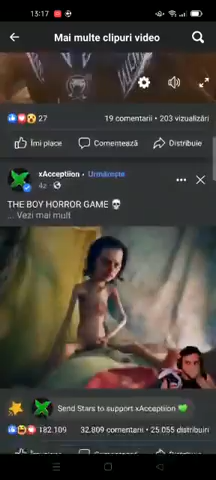 13:17
Mai multe clipuri video
27
19 comentarii • 203 vizualizări
Îmi place
Comentează
Distribuie
xAcceptiion • Urmărește
4z •
THE BOY HORROR GAME 💀
... Vezi mai mult
Send Stars to support xAcceptiion 💚
182.109
32.809 comentarii • 25.055 distribuiri